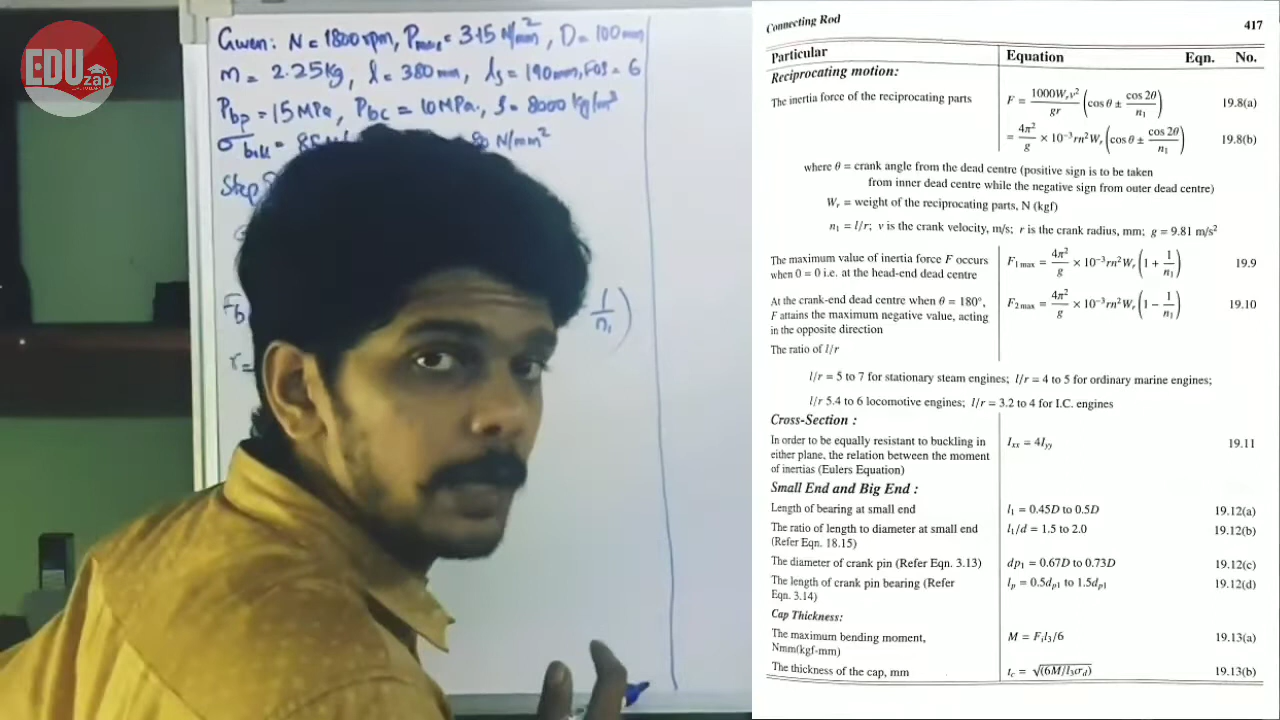 EDU
zap
Given: N = 1800 rpm, Pmax = 3.15 N/mm², D = 100 mm
m = 2.25 kg, l = 380 mm, ls = 190 mm, FOS = 6
Pbp = 15 MPa, Pbc = 10 MPa, ρ = 8000 kg/m³
σbolt = N/mm²
Step
Fb
1/n₁ )
r =
Connecting Rod 417
Particular Equation Eqn. No.
Reciprocating motion:
The inertia force of the reciprocating parts F = 1000Wᵣv²/gr (cos θ ± cos 2θ/n₁) 19.8(a)
= 4π²/g × 10⁻³rn²Wᵣ (cos θ ± cos 2θ/n₁) 19.8(b)
where θ = crank angle from the dead centre (positive sign is to be taken
from inner dead centre while the negative sign from outer dead centre)
Wᵣ = weight of the reciprocating parts, N (kgf)
n₁ = l/r; v is the crank velocity, m/s; r is the crank radius, mm; g = 9.81 m/s²
The maximum value of inertia force F occurs
when 0 = 0 i.e. at the head-end dead centre
F1max = 4π²/g × 10⁻³rn²Wᵣ (1 + 1/n₁) 19.9
At the crank-end dead centre when θ = 180°,
F attains the maximum negative value, acting
in the opposite direction
F2max = 4π²/g × 10⁻³rn²Wᵣ (1 − 1/n₁) 19.10
The ratio of l/r
l/r = 5 to 7 for stationary steam engines; l/r = 4 to 5 for ordinary marine engines;
l/r 5.4 to 6 locomotive engines; l/r = 3.2 to 4 for I.C. engines
Cross-Section :
In order to be equally resistant to buckling in
either plane, the relation between the moment
of inertias (Eulers Equation)
Ixx = 4Iyy 19.11
Small End and Big End :
Length of bearing at small end l₁ = 0.45D to 0.5D 19.12(a)
The ratio of length to diameter at small end l₁/d = 1.5 to 2.0 19.12(b)
(Refer Eqn. 18.15)
The diameter of crank pin (Refer Eqn. 3.13) dp1 = 0.67D to 0.73D 19.12(c)
The length of crank pin bearing (Refer lp = 0.5dp1 to 1.5dp1 19.12(d)
Eqn. 3.14)
Cap Thickness:
The maximum bending moment, M = Fᵢl₃/6 19.13(a)
Nmm(kgf-mm)
The thickness of the cap, mm tc = √(6M/l₃σd) 19.13(b)